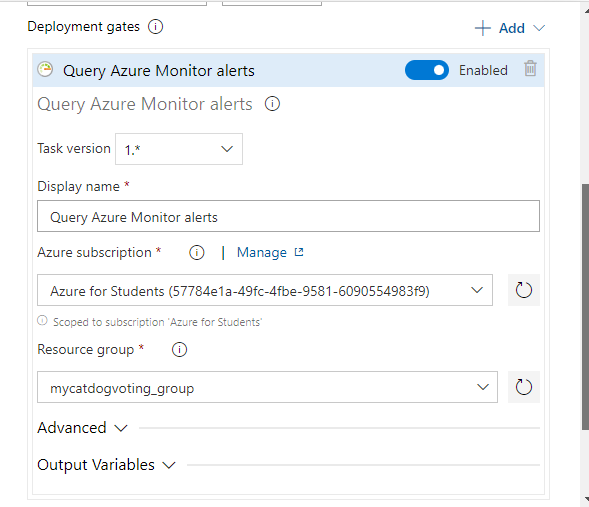 Deployment gates
Add
Query Azure Monitor alerts
Enabled
Query Azure Monitor alerts
Task version
1.*
Display name *
Query Azure Monitor alerts
Azure subscription *
| Manage
Azure for Students (57784e1a-49fc-4fbe-9581-6090554983f9)
Scoped to subscription 'Azure for Students'
Resource group *
mycatdogvoting_group
Advanced
Output Variables